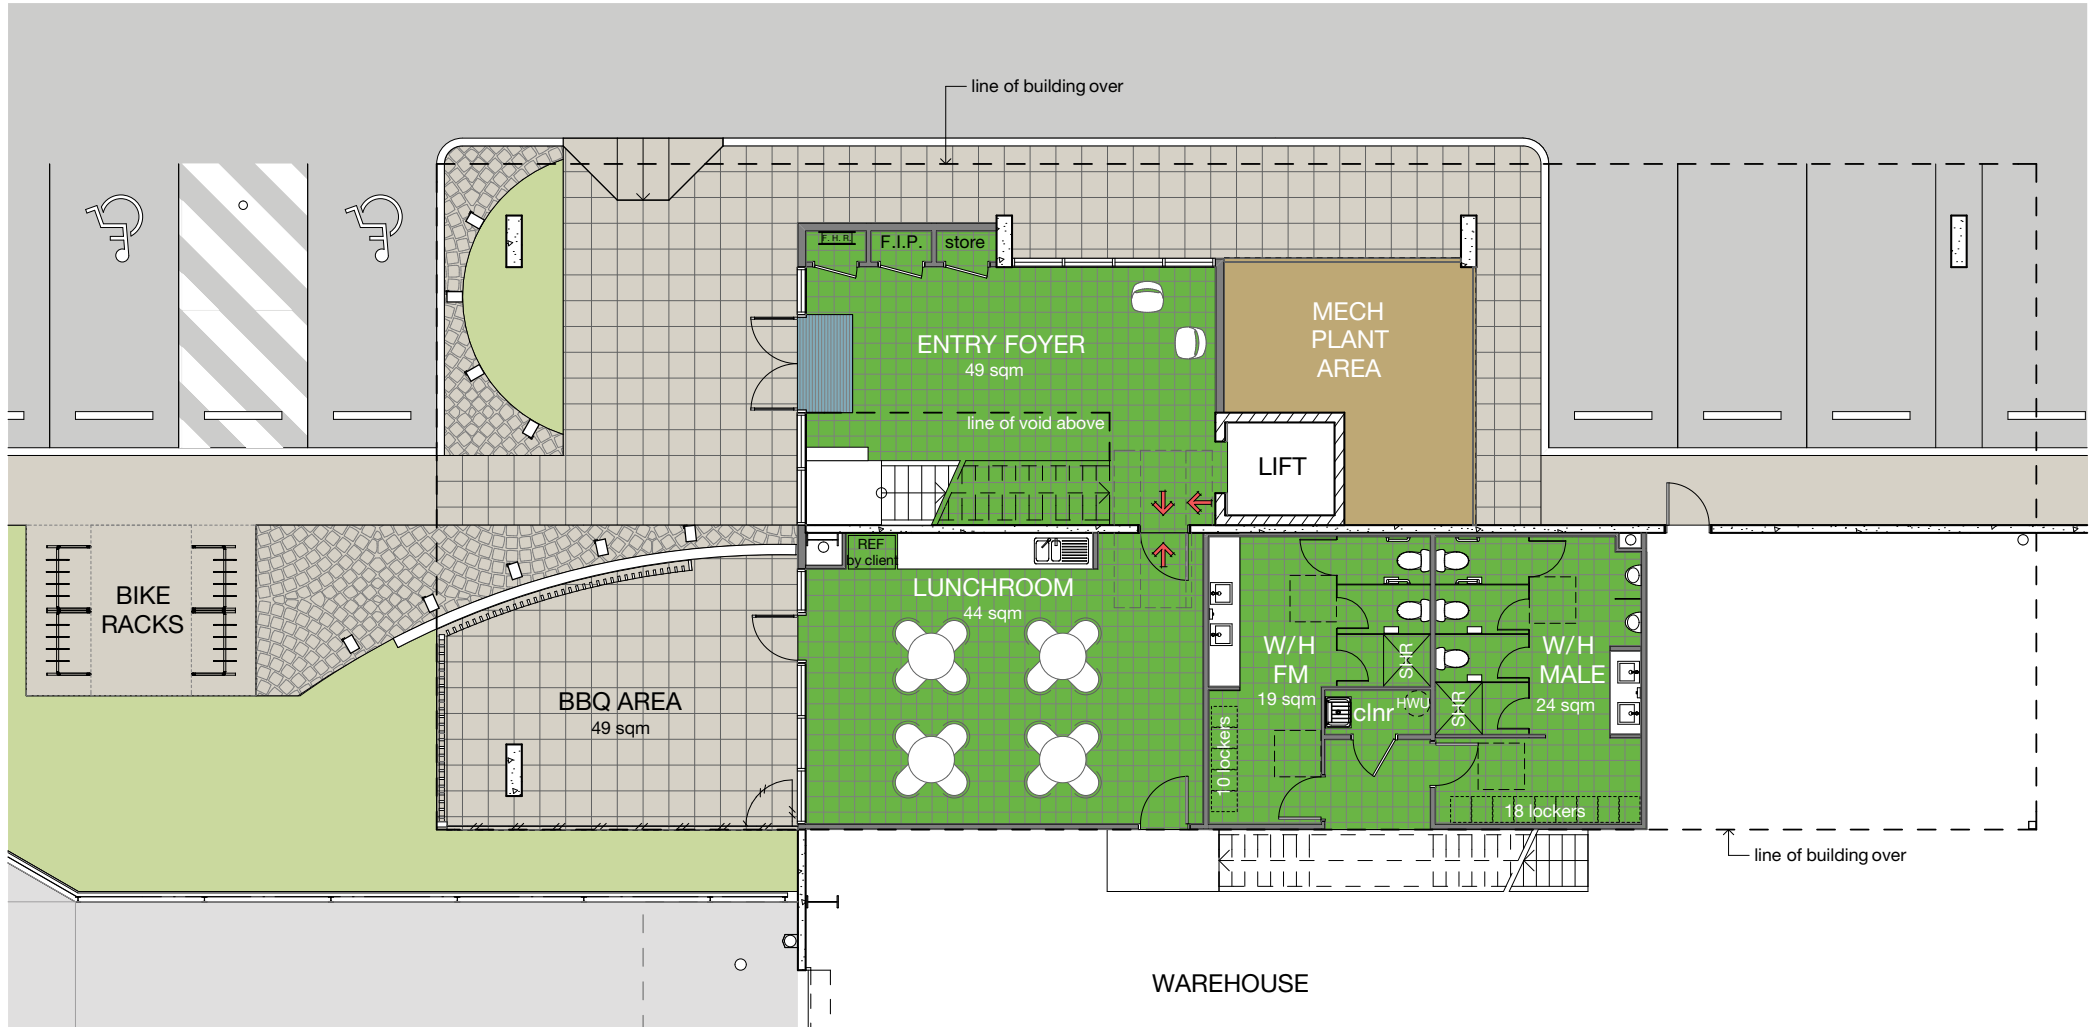 line of building over
F. H. R.
F.I.P.
store
ENTRY FOYER
49 sqm
MECH
PLANT
AREA
line of void above
LIFT
REF
by client
LUNCHROOM
44 sqm
BIKE
RACKS
BBQ AREA
49 sqm
W/H
FM
19 sqm
SHR
HWU
clnr
10 lockers
SHR
W/H
MALE
24 sqm
18 lockers
line of building over
WAREHOUSE